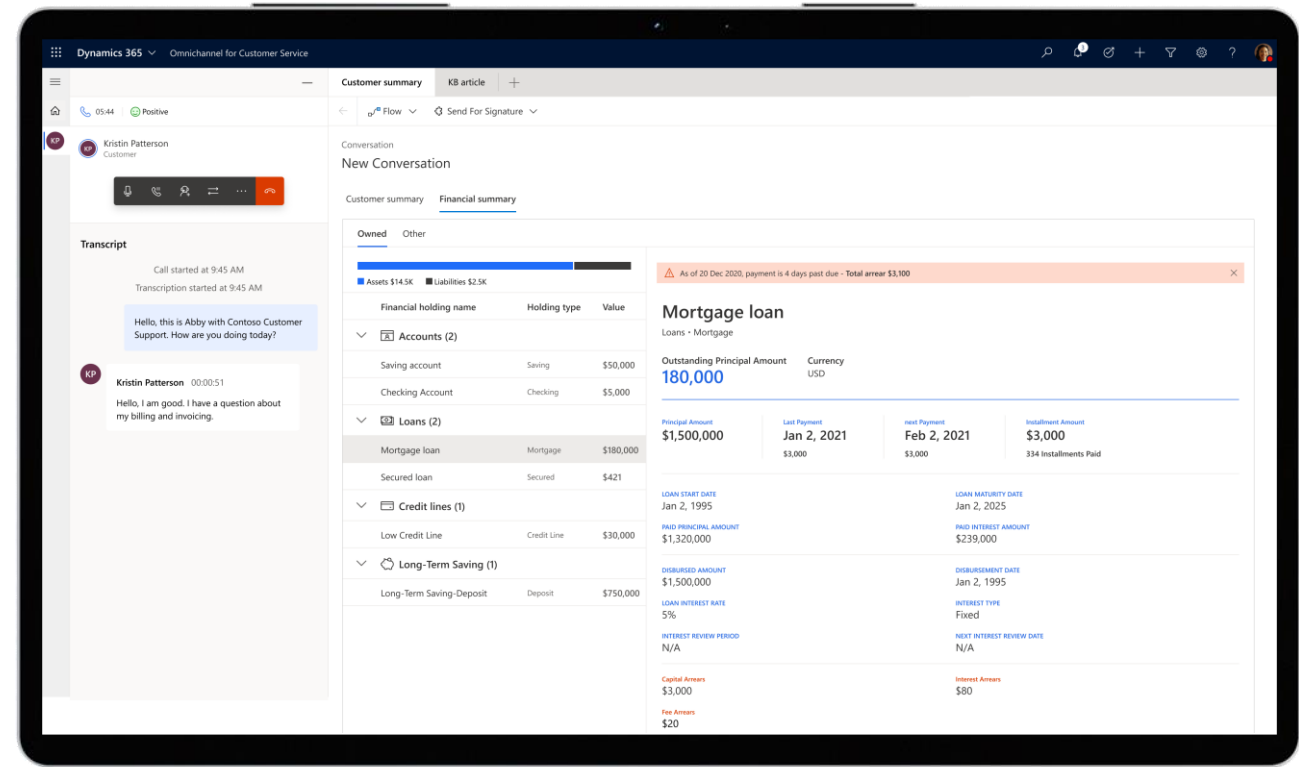 Dynamics 365 Omnichannel for Customer Service
1
05:44 Positive
KP
KP
Kristin Patterson
Customer
Transcript
Call started at 9:45 AM
Transcription started at 9:45 AM
Hello, this is Abby with Contoso Customer
Support. How are you doing today?
KP
Kristin Patterson 00:00:51
Hello, I am good. I have a question about
my billing and invoicing.
Customer summary KB article
Flow Send For Signature
Conversation
New Conversation
Customer summary Financial summary
Owned Other
Assets $14.5K Liabilities $2.5K
Financial holding name Holding type Value
Accounts (2)
Saving account Saving $50,000
Checking Account Checking $5,000
Loans (2)
Mortgage loan Mortgage $180,000
Secured loan Secured $421
Credit lines (1)
Low Credit Line Credit Line $30,000
Long-Term Saving (1)
Long-Term Saving-Deposit Deposit $750,000
As of 20 Dec 2020, payment is 4 days past due - Total arrear $3,100
Mortgage loan
Loans • Mortgage
Outstanding Principal Amount Currency
180,000 USD
Principal Amount Last Payment next Payment Installment Amount
$1,500,000 Jan 2, 2021 Feb 2, 2021 $3,000
$3,000 $3,000 334 Installments Paid
LOAN START DATE LOAN MATURITY DATE
Jan 2, 1995 Jan 2, 2025
PAID PRINCIPAL AMOUNT PAID INTEREST AMOUNT
$1,320,000 $239,000
DISBURSED AMOUNT DISBURSEMENT DATE
$1,500,000 Jan 2, 1995
LOAN INTEREST RATE INTEREST TYPE
5% Fixed
INTEREST REVIEW PERIOD NEXT INTEREST REVIEW DATE
N/A N/A
Capital Arrears Interest Arrears
$3,000 $80
Fee Arrears
$20